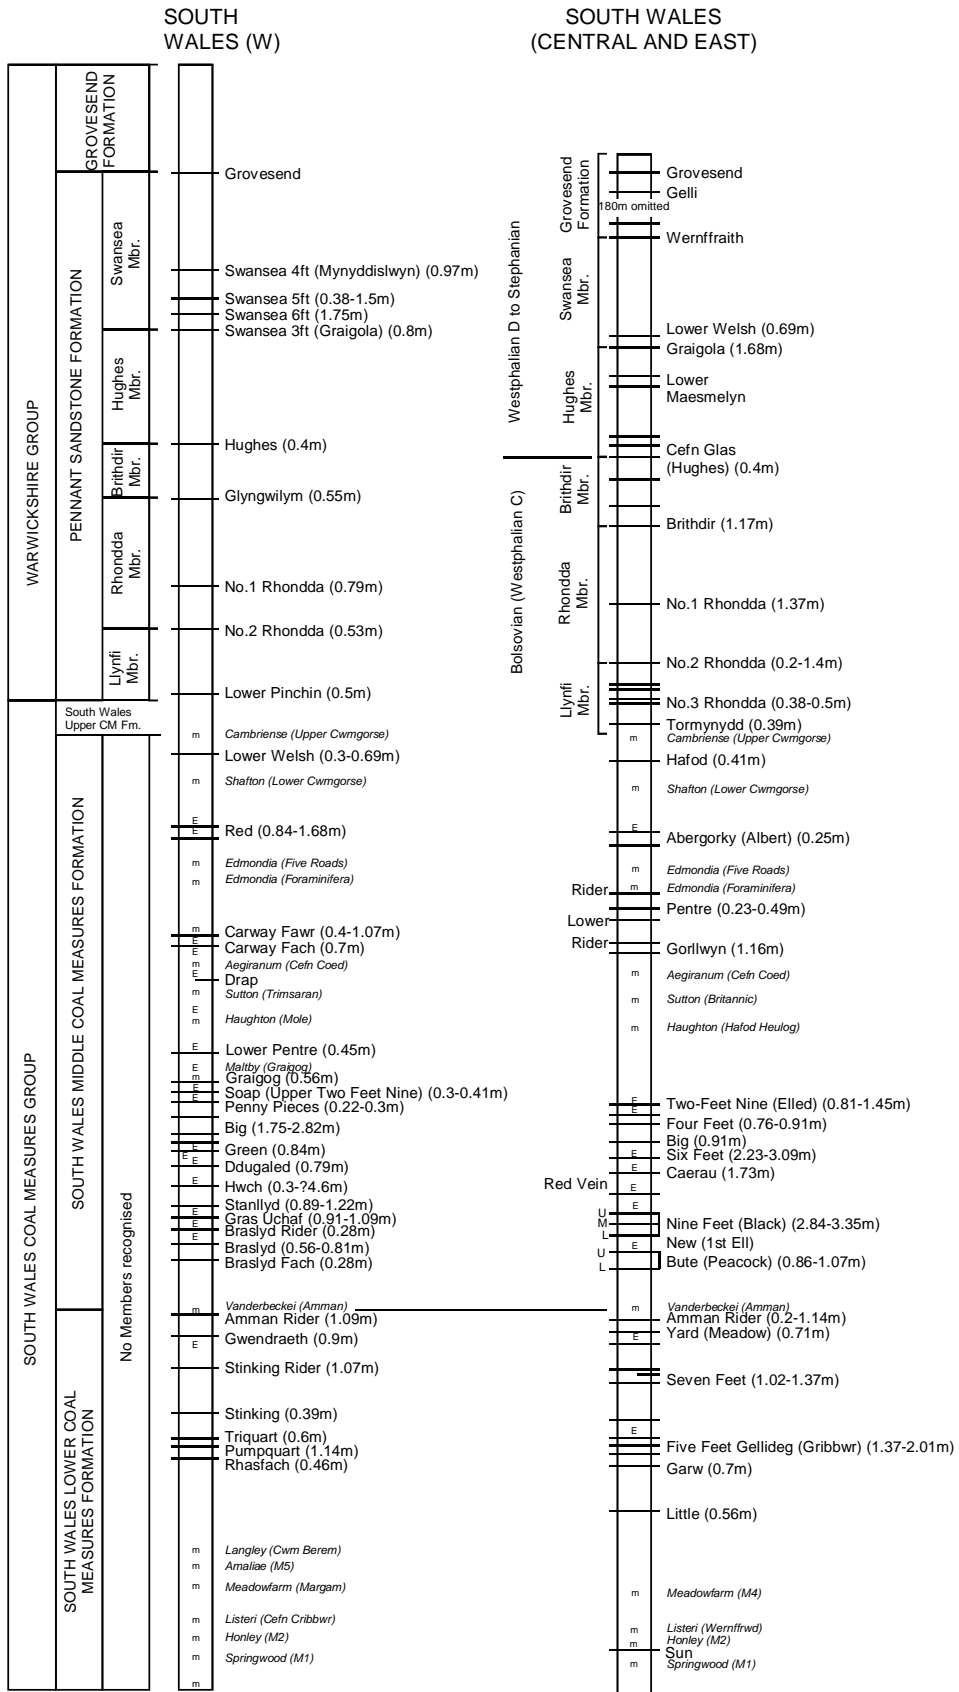 SOUTH
WALES (W)
SOUTH WALES
(CENTRAL AND EAST)
WARWICKSHIRE GROUP
SOUTH WALES COAL MEASURES GROUP
GROVESEND
FORMATION
PENNANT SANDSTONE FORMATION
South Wales
Upper CM Fm.
SOUTH WALES MIDDLE COAL MEASURES FORMATION
SOUTH WALES LOWER COAL
MEASURES FORMATION
Swansea
Mbr.
Hughes
Mbr.
Brithdir
Mbr.
Rhondda
Mbr.
Llynfi
Mbr.
No Members recognised
Grovesend
Swansea 4ft (Mynyddislwyn) (0.97m)
Swansea 5ft (0.38-1.5m)
Swansea 6ft (1.75m)
Swansea 3ft (Graigola) (0.8m)
Hughes (0.4m)
Glyngwilym (0.55m)
No.1 Rhondda (0.79m)
No.2 Rhondda (0.53m)
Lower Pinchin (0.5m)
m Cambriense (Upper Cwmgorse)
Lower Welsh (0.3-0.69m)
m Shafton (Lower Cwmgorse)
E
E Red (0.84-1.68m)
m Edmondia (Five Roads)
m Edmondia (Foraminifera)
m Carway Fawr (0.4-1.07m)
E
E Carway Fach (0.7m)
m Aegiranum (Cefn Coed)
E
Drap
m Sutton (Trimsaran)
E
m Haughton (Mole)
E Lower Pentre (0.45m)
E Maltby (Graigog)
m Graigog (0.56m)
E
E Soap (Upper Two Feet Nine) (0.3-0.41m)
Penny Pieces (0.22-0.3m)
Big (1.75-2.82m)
E Green (0.84m)
E E
Ddugaled (0.79m)
E Hwch (0.3-?4.6m)
Stanllyd (0.89-1.22m)
E Gras Uchaf (0.91-1.09m)
E Braslyd Rider (0.28m)
E
Braslyd (0.56-0.81m)
Braslyd Fach (0.28m)
m Vanderbeckei (Amman)
Amman Rider (1.09m)
Gwendraeth (0.9m)
E
Stinking Rider (1.07m)
Stinking (0.39m)
Triquart (0.6m)
Pumpquart (1.14m)
Rhasfach (0.46m)
m Langley (Cwm Berem)
m Amaliae (M5)
m Meadowfarm (Margam)
m Listeri (Cefn Cribbwr)
m Honley (M2)
m Springwood (M1)
m
Westphalian D to Stephanian
Bolsovian (Westphalian C)
Grovesend
Formation
Swansea
Mbr.
Hughes
Mbr.
Brithdir
Mbr.
Rhondda
Mbr.
Llynfi
Mbr.
Grovesend
Gelli
180m omitted
Wernffraith
Lower Welsh (0.69m)
Graigola (1.68m)
Lower
Maesmelyn
Cefn Glas
(Hughes) (0.4m)
Brithdir (1.17m)
No.1 Rhondda (1.37m)
No.2 Rhondda (0.2-1.4m)
No.3 Rhondda (0.38-0.5m)
Tormynydd (0.39m)
m Cambriense (Upper Cwmgorse)
Hafod (0.41m)
m Shafton (Lower Cwmgorse)
E
Abergorky (Albert) (0.25m)
m Edmondia (Five Roads)
Rider m Edmondia (Foraminifera)
Pentre (0.23-0.49m)
Lower
Rider Gorllwyn (1.16m)
m Aegiranum (Cefn Coed)
m Sutton (Britannic)
m Haughton (Hafod Heulog)
E Two-Feet Nine (Elled) (0.81-1.45m)
E
Four Feet (0.76-0.91m)
Big (0.91m)
E Six Feet (2.23-3.09m)
E Caerau (1.73m)
Red Vein E
E
U
M Nine Feet (Black) (2.84-3.35m)
L
E New (1st Ell)
U
Bute (Peacock) (0.86-1.07m)
L
m Vanderbeckei (Amman)
Amman Rider (0.2-1.14m)
E Yard (Meadow) (0.71m)
Seven Feet (1.02-1.37m)
E
Five Feet Gellideg (Gribbwr) (1.37-2.01m)
Garw (0.7m)
Little (0.56m)
m Meadowfarm (M4)
m Listeri (Wernffrwd)
m Honley (M2)
Sun
m Springwood (M1)